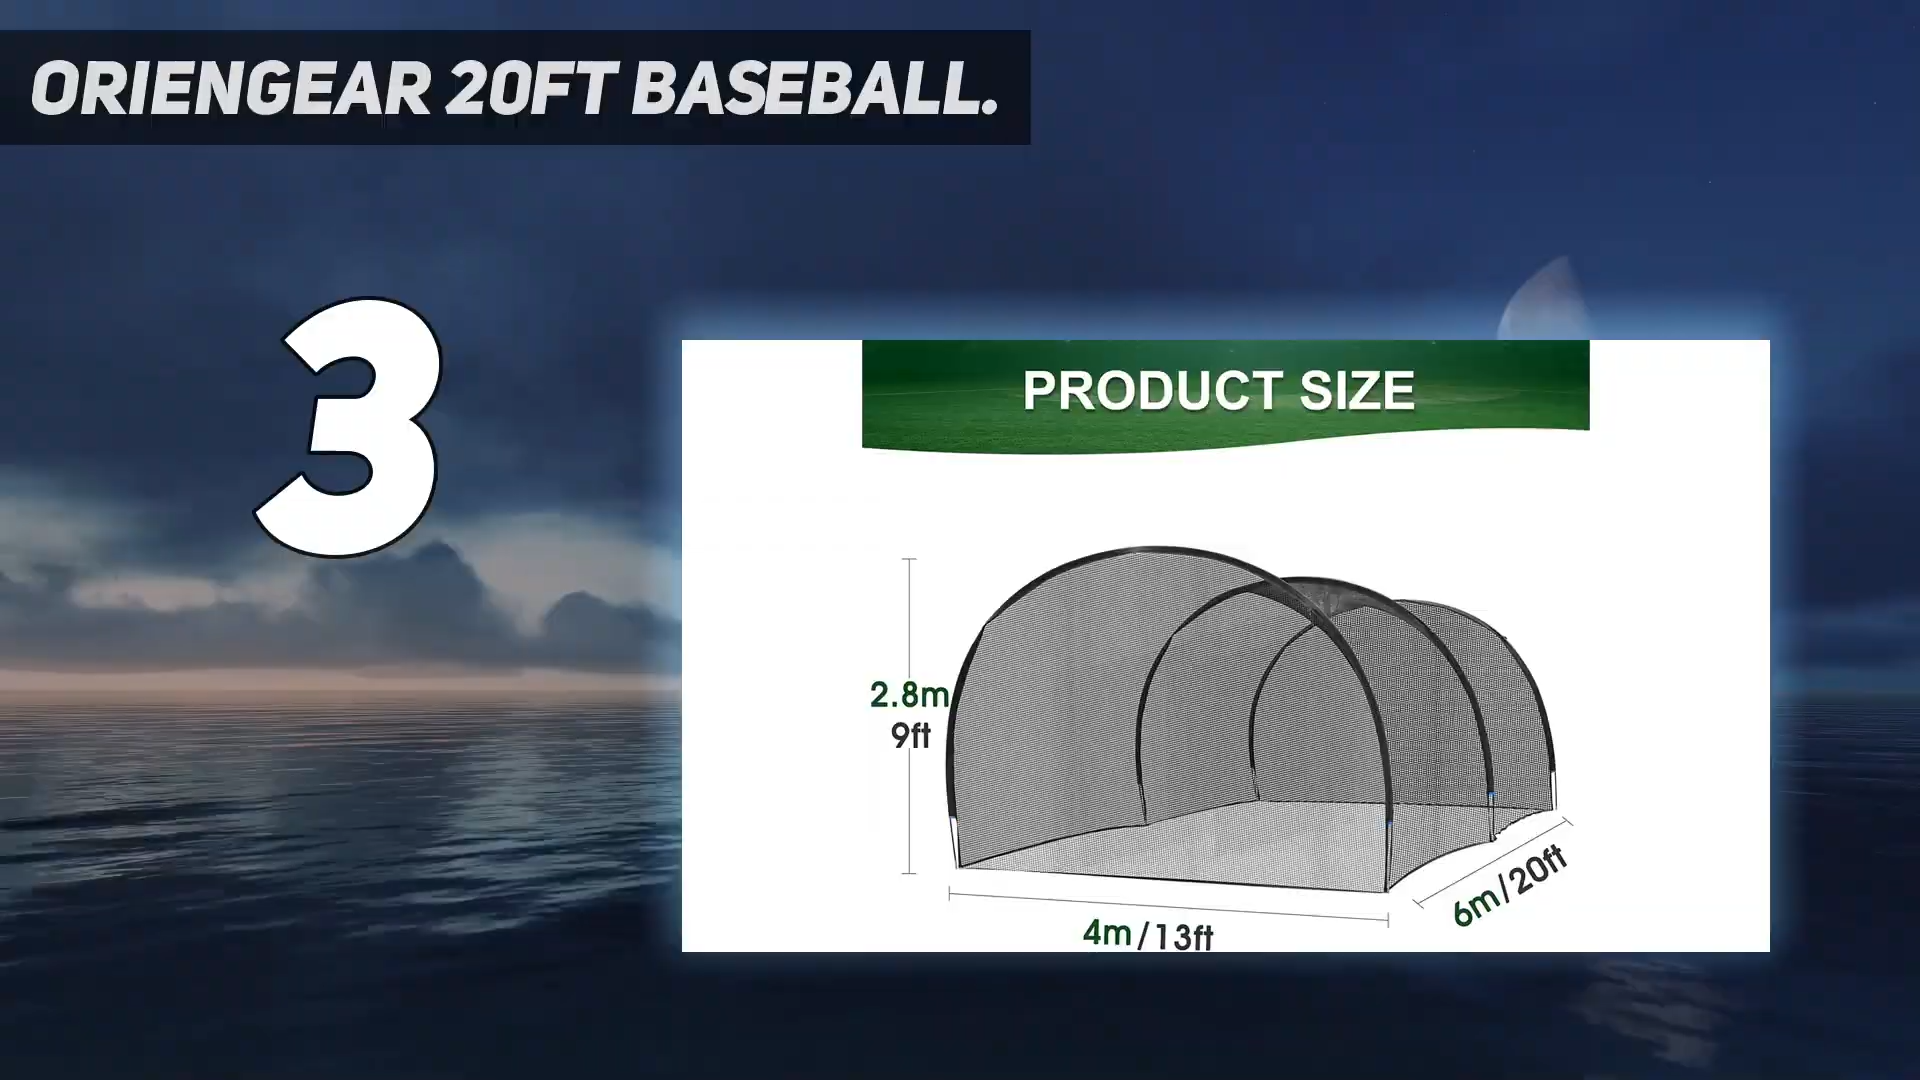 ORIENGEAR 20FT BASEBALL.
3
PRODUCT SIZE
2.8m
9ft
4m/13ft
6m/20ft